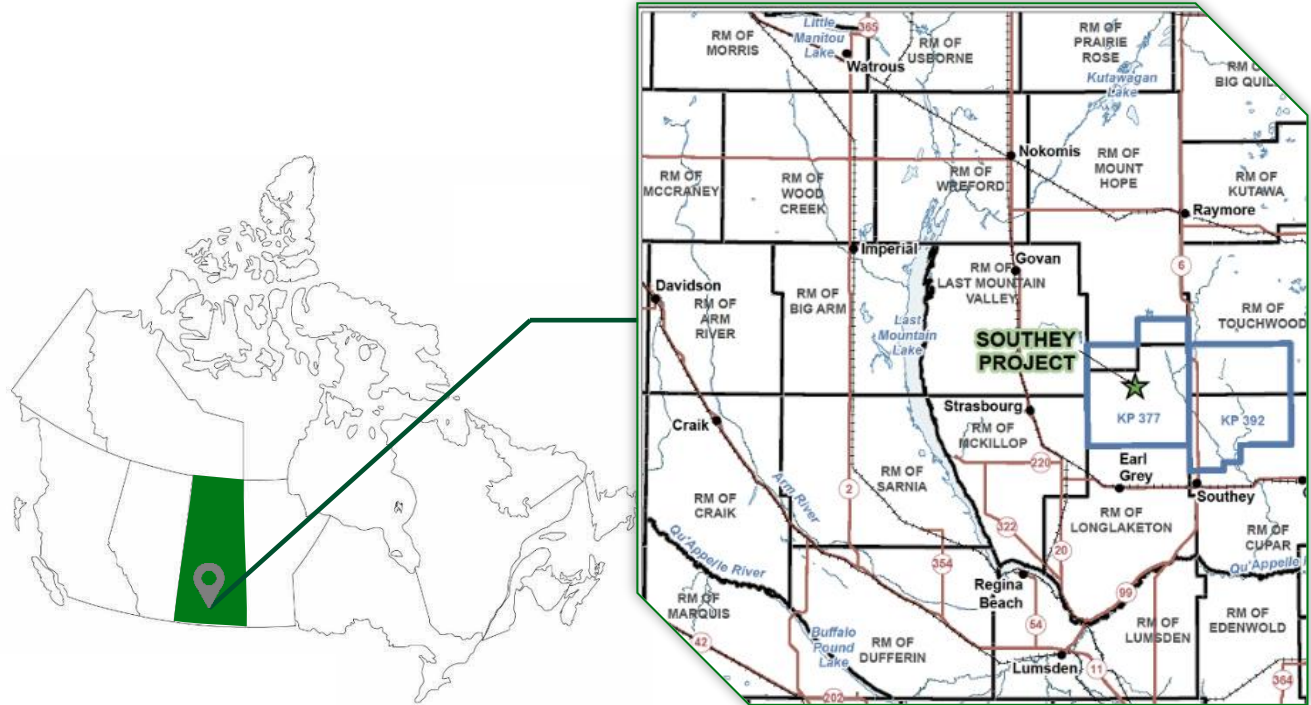 RM OF
MORRIS
Little
Manitou
Lake
365
RM OF
USBORNE
RM OF
PRAIRIE
ROSE
Watrous
Kutawagan
Lake
RM
BIG QUIL
Nokomis
RM OF
MCCRANEY
RM OF
WOOD
CREEK
RM OF
WREFORD
RM OF
MOUNT
HOPE
RM OF
KUTAWA
Raymore
Imperial
Govan
6
Davidson
RM OF
ARM
RIVER
RM OF
BIG ARM
RM OF
LAST MOUNTAIN
VALLEY
RM OF
TOUCHWOOD
Last
Mountain
Lake
SOUTHEY
PROJECT
Craik
Strasbourg
RM OF
MCKILLOP
KP 377
KP 392
220
Earl
Grey
Southey
RM OF
SARNIA
2
Arm River
RM OF
CRAIK
322
RM OF
LONGLAKETON
RM OF
CUPAR
Qu'Appelle River
354
20
Qu'Appelle
Regina
Beach
99
RM OF
MARQUIS
54
RM OF
LUMSDEN
RM OF
EDENWOLD
42
Buffalo
Pound
Lake
RM OF
DUFFERIN
Lumsden
11
364
202